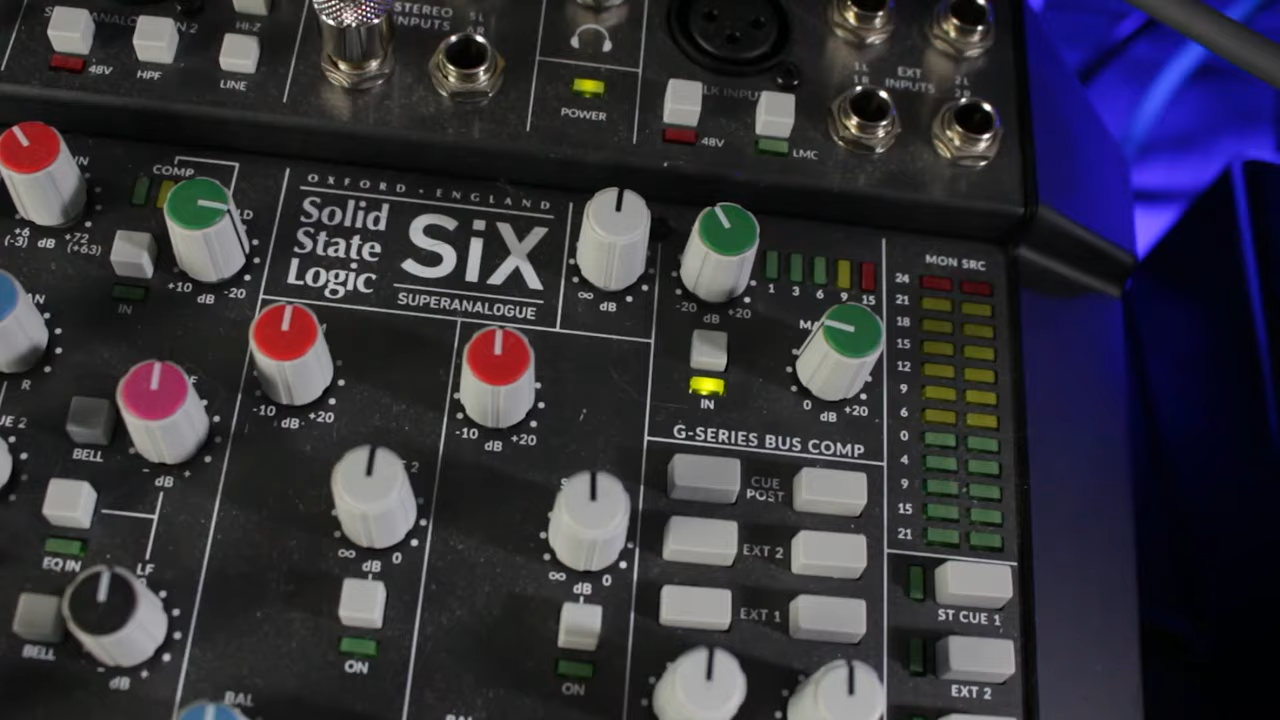 HI-Z
STEREO
INPUTS
5L
48V
HPF
LINE
POWER
48V
LMC
1L
1R
EXT
INPUTS
2L
2R
+6
(-3)
dB
+72
(+63)
COMP
+10
dB
-20
IN
OXFORD • ENGLAND
Solid
State
Logic
SiX
SUPERANALOGUE
∞
dB
-20
dB
+20
1 3 6 9 15
IN
0
dB
+20
G-SERIES BUS COMP
MON SRC
24
21
18
15
12
9
6
0
4
9
15
21
R
-10
dB
+20
-10
dB
+20
BELL
-
dB
+
EQ IN
LF
BELL
dB
∞
dB
0
ON
∞
dB
0
ON
CUE
POST
EXT 2
EXT 1
ST CUE 1
EXT 2
BAL